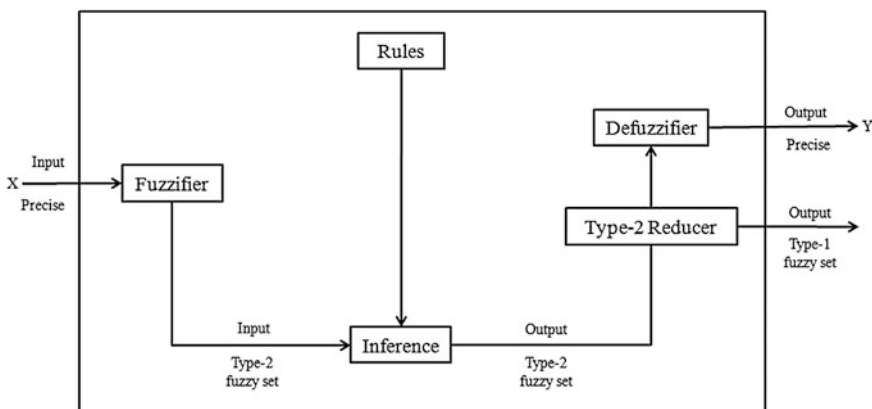 Rules
Output
Defuzzifier
Y
Precise
Input
X
Fuzzifier
Precise
Output
Type-2 Reducer
Type-1
fuzzy set
Input
Output
Inference
Type-2
fuzzy set
Type-2
fuzzy set